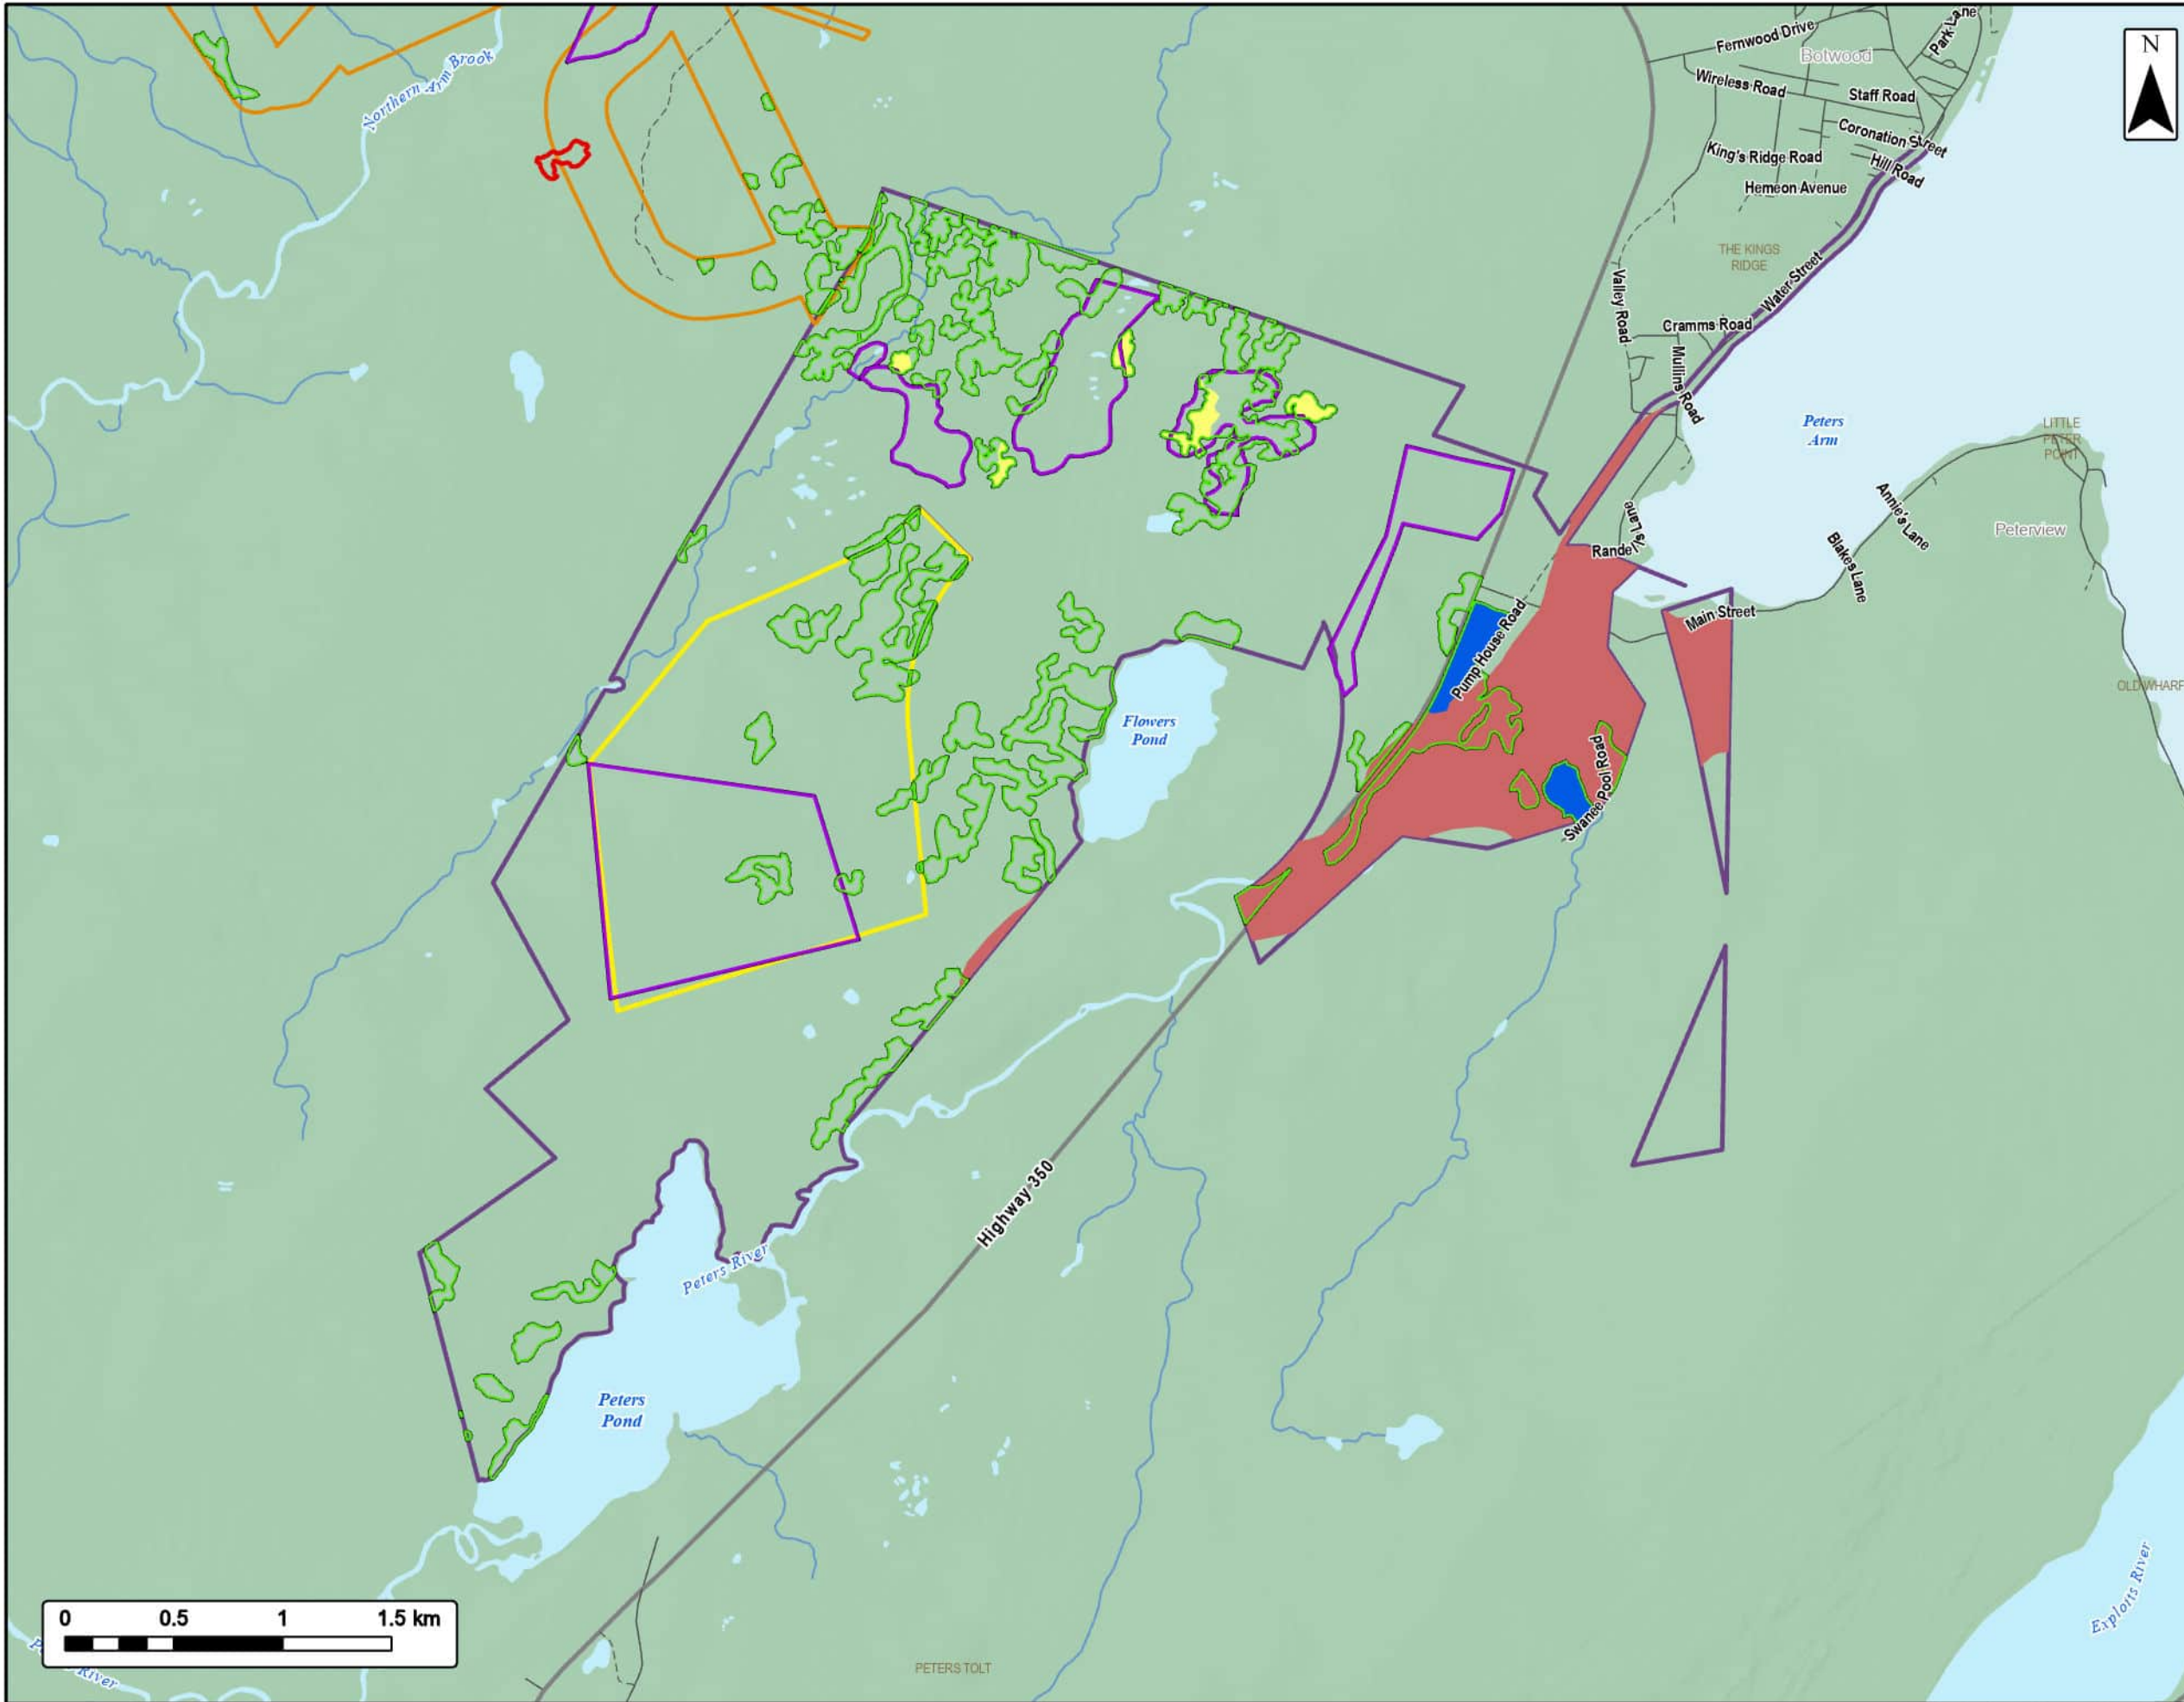 Park Lane
Fernwood Drive
Botwood
N
Northern Arm Brook
Wireless Road
Staff Road
Coronation Street
King's Ridge Road
Hill Road
Hemeon Avenue
THE KINGS
RIDGE
Water Street
Valley Road
Cramms Road
Mullins Road
Peters
Arm
LITTLE
PETER
POINT
Annie's Lane
Peterview
Randell's Lane
Blakes Lane
Main Street
Pump House Road
OLD WHARF
Flowers
Pond
Swanee Pool Road
Highway 350
Peters River
Peters
Pond
Exploits River
0 0.5 1 1.5 km
River
PETERS TOLT